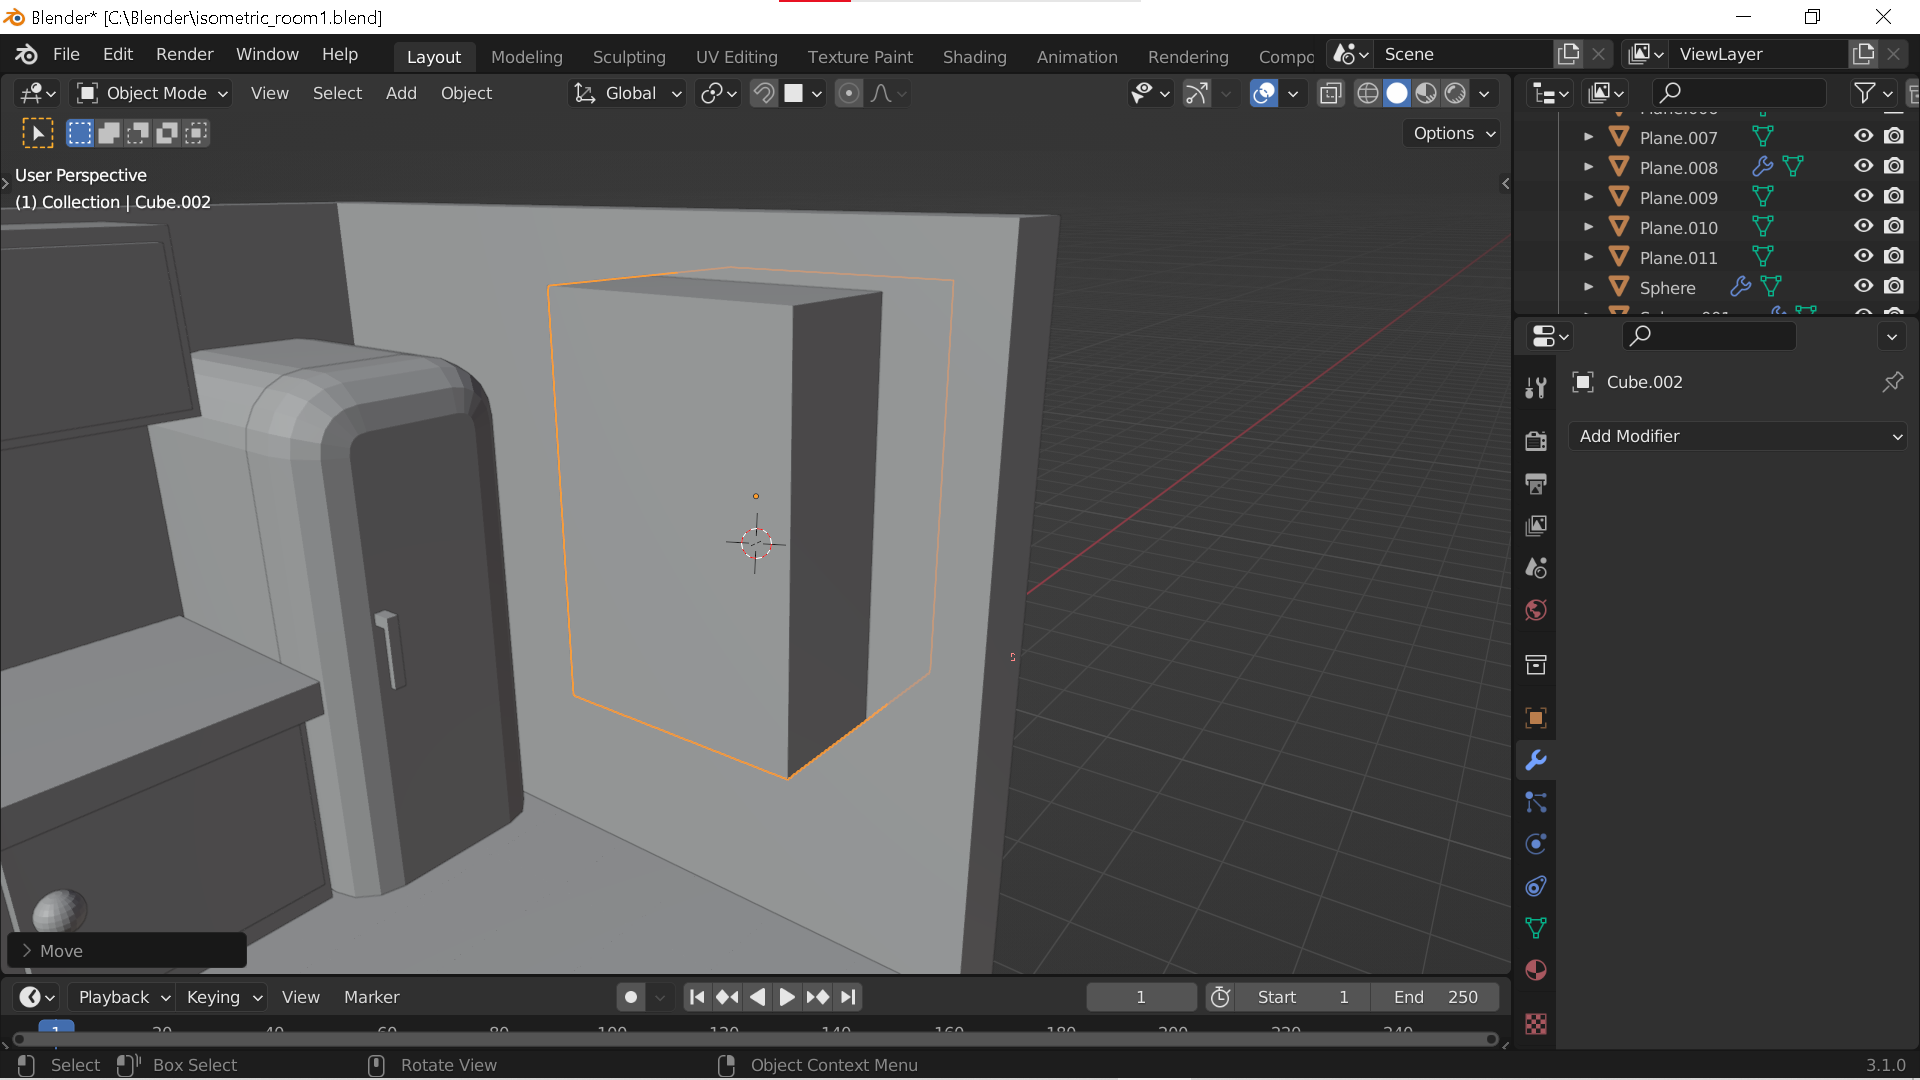 Blender* [C:\Blender\isometric_room1.blend]
File Edit Render Window Help Layout Modeling Sculpting UV Editing Texture Paint Shading Animation Rendering Compo Scene ViewLayer
Object Mode View Select Add Object Global
Options
User Perspective
(1) Collection | Cube.002
Plane.007
Plane.008
Plane.009
Plane.010
Plane.011
Sphere
Cube.002
Add Modifier
Move
Playback Keying View Marker 1 Start 1 End 250
1 20 40 60 80 100 120 140 160 180 200 220 240
Select Box Select Rotate View Object Context Menu 3.1.0